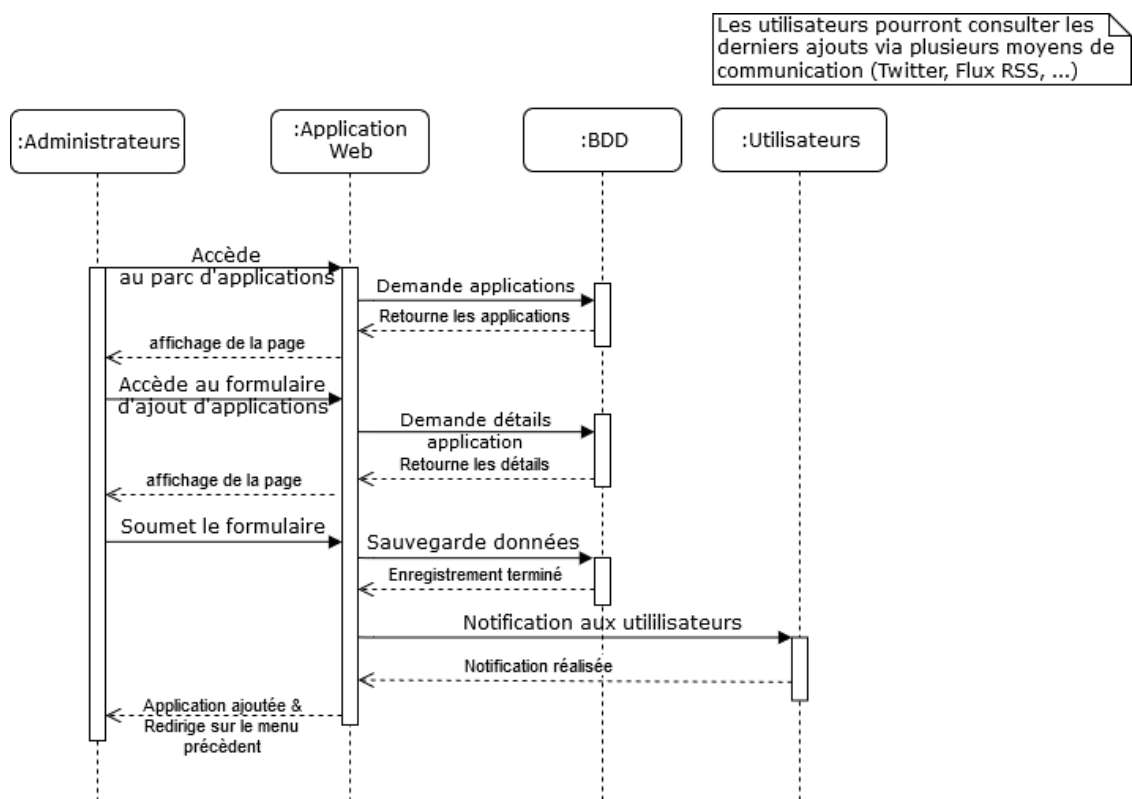 Les utilisateurs pourront consulter les
derniers ajouts via plusieurs moyens de
communication (Twitter, Flux RSS, ...)
:Administrateurs
:Application
Web
:BDD
:Utilisateurs
Accède
au parc d'applications
Demande applications
Retourne les applications
affichage de la page
Accède au formulaire
d'ajout d'applications
Demande détails
application
Retourne les détails
affichage de la page
Soumet le formulaire
Sauvegarde données
Enregistrement terminé
Notification aux utililisateurs
Notification réalisée
Application ajoutée &
Redirige sur le menu
précèdent